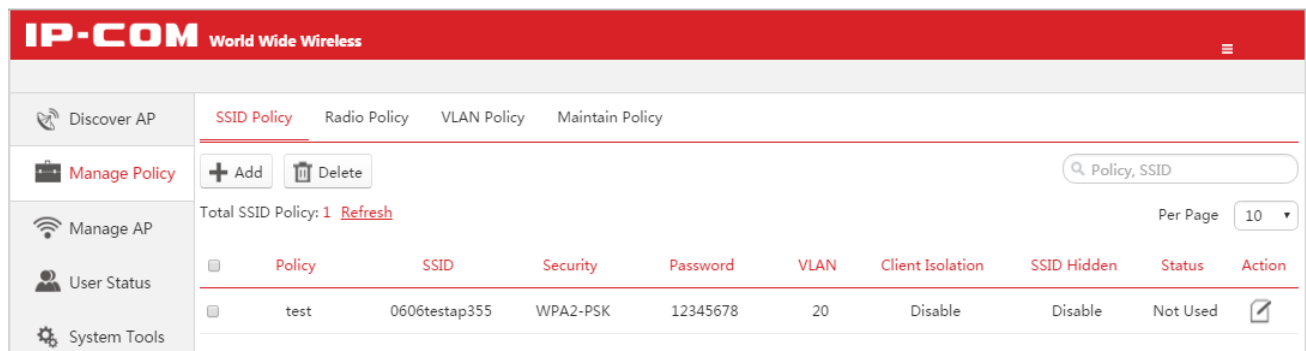 IP-COM World Wide Wireless
Discover AP
Manage Policy
Manage AP
User Status
System Tools
SSID Policy Radio Policy VLAN Policy Maintain Policy
Add Delete Policy, SSID
Total SSID Policy: 1 Refresh Per Page 10
Policy SSID Security Password VLAN Client Isolation SSID Hidden Status Action
test 0606testap355 WPA2-PSK 12345678 20 Disable Disable Not Used